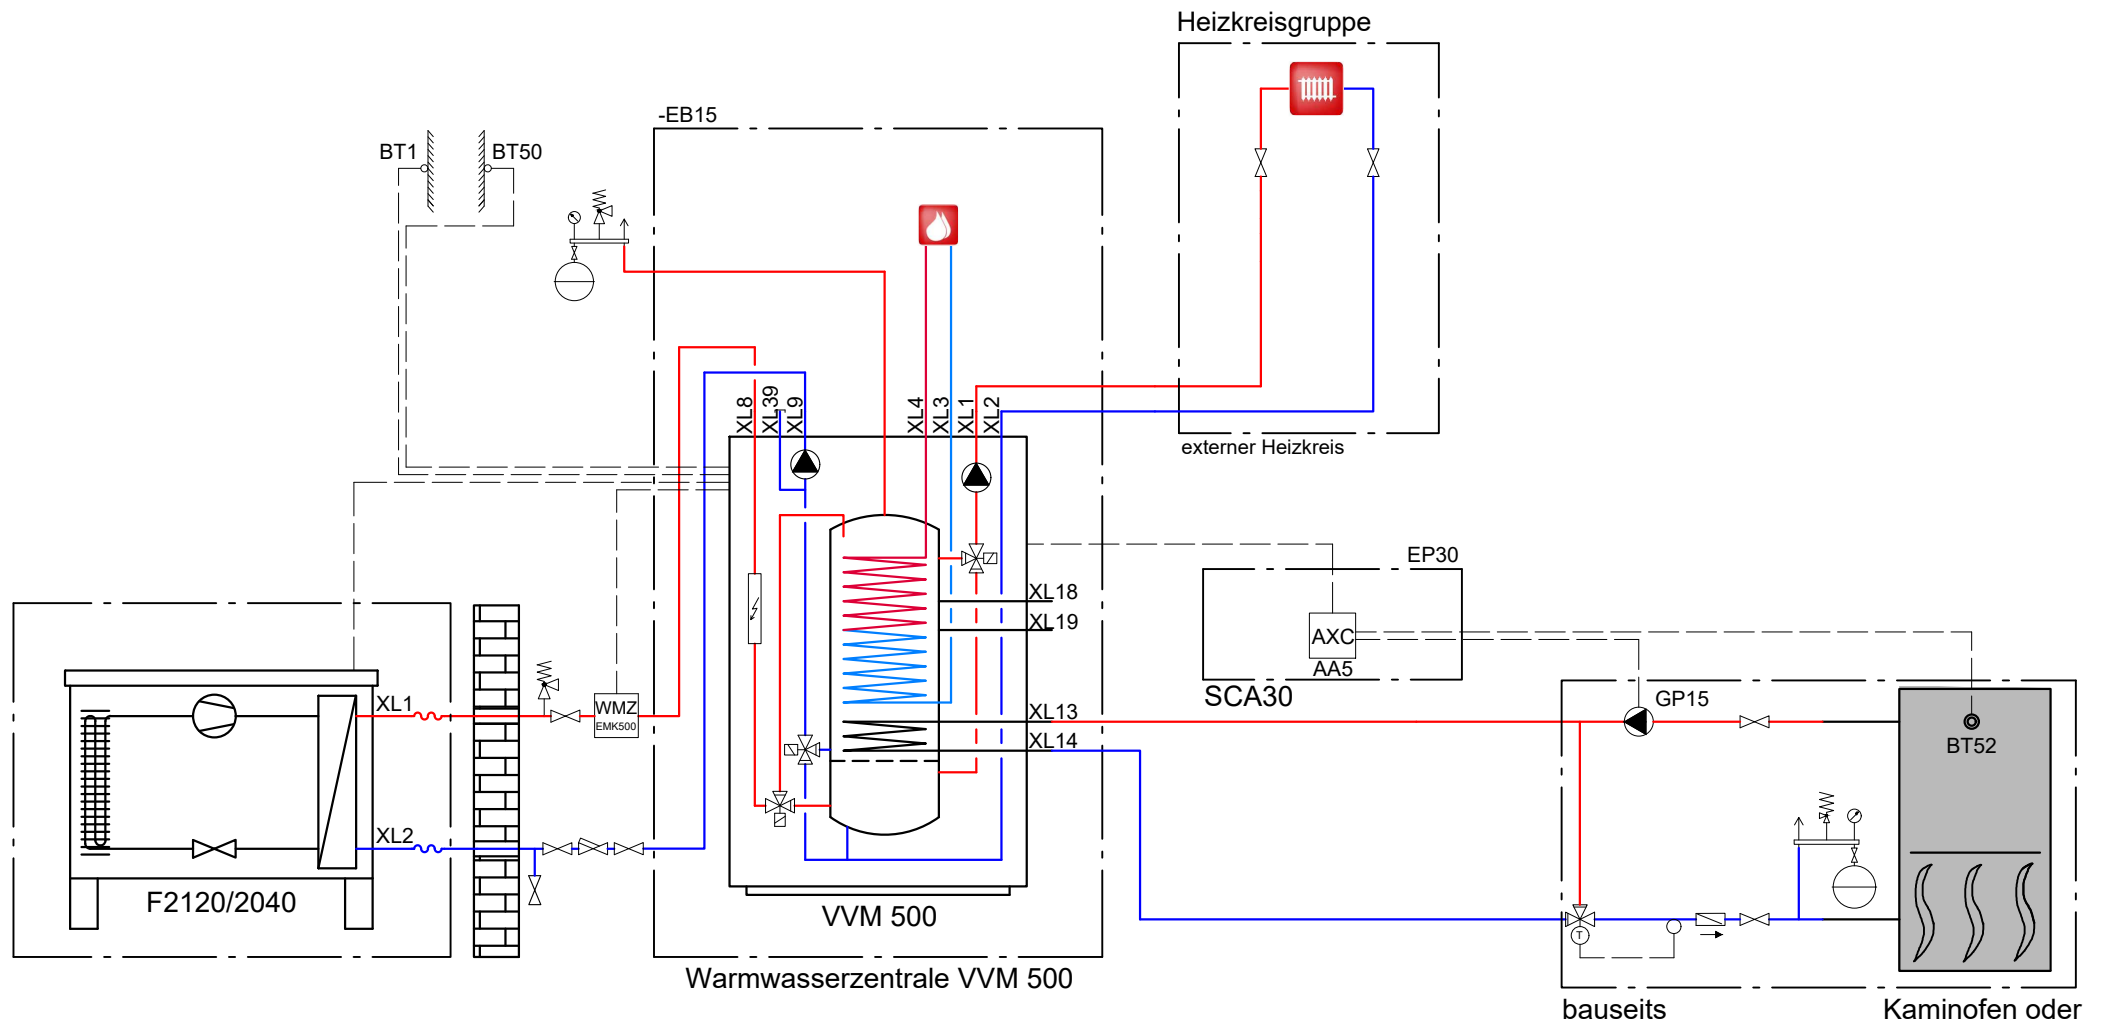 Heizkreisgruppe
-EB15
BT1
BT50
XL8
XL39
XL9
XL4
XL3
XL1
XL2
externer Heizkreis
EP30
XL18
XL19
AXC
AA5
SCA30
GP15
XL1
WMZ
EMK500
XL13
XL14
BT52
XL2
F2120/2040
VVM 500
T
Warmwasserzentrale VVM 500
bauseits
Kaminofen oder